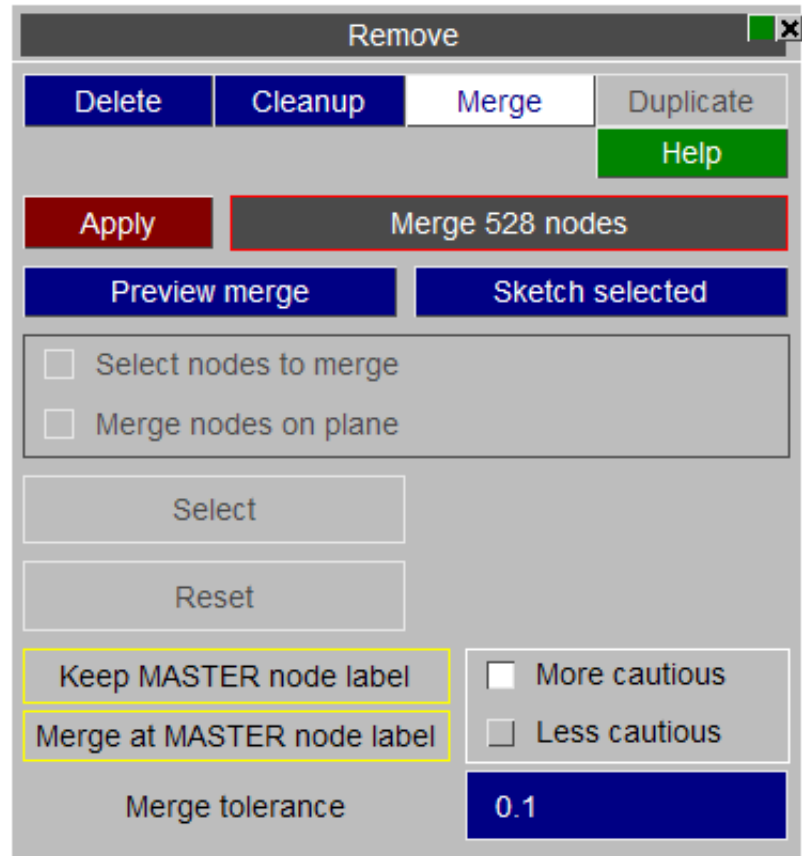 Remove
Delete Cleanup Merge Duplicate
Help
Apply Merge 528 nodes
Preview merge Sketch selected
Select nodes to merge
Merge nodes on plane
Select
Reset
Keep MASTER node label More cautious
Merge at MASTER node label Less cautious
Merge tolerance 0.1